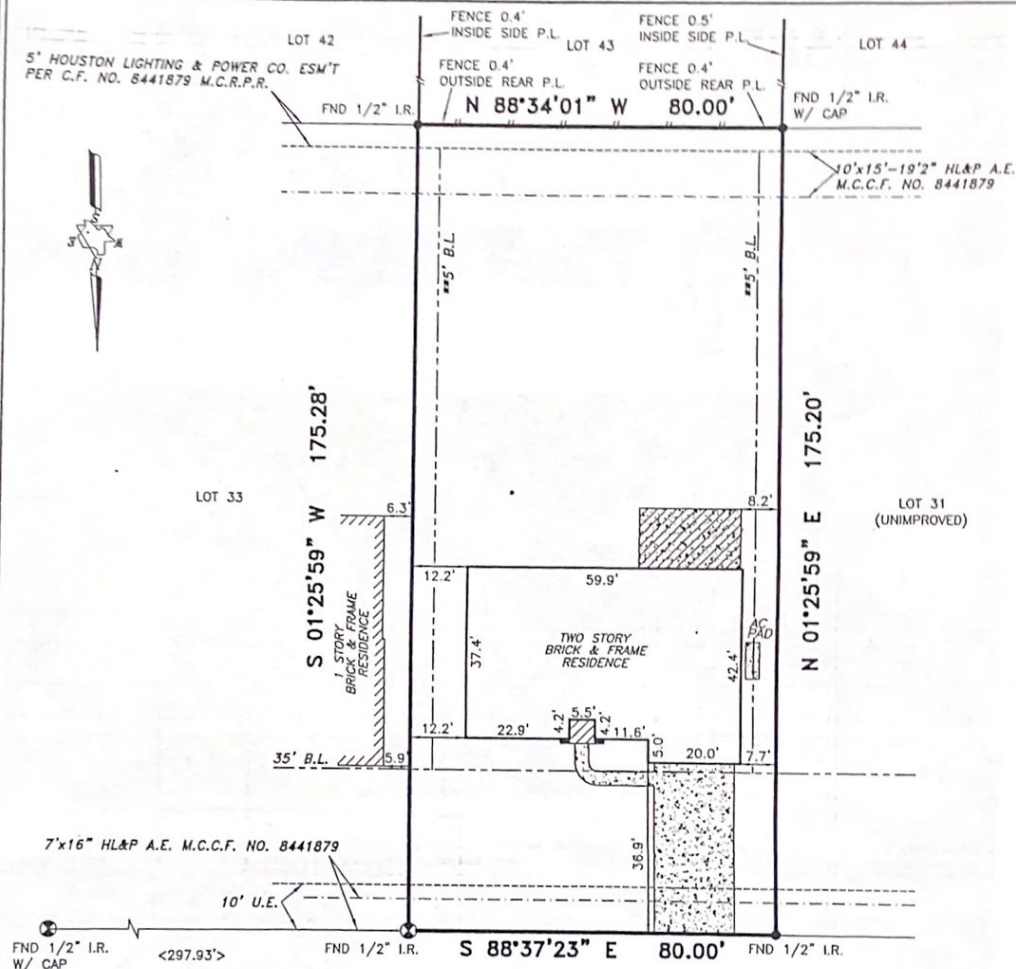 FENCE 0.4'
INSIDE SIDE P.L.
FENCE 0.5'
INSIDE SIDE P.L.
LOT 42
LOT 43
LOT 44
5' HOUSTON LIGHTING & POWER CO. ESM'T
PER C.F. NO. 8441879 M.C.R.P.R.
FENCE 0.4'
OUTSIDE REAR P.L.
FENCE 0.4'
OUTSIDE REAR P.L.
FND 1/2" I.R.
N 88°34'01" W 80.00'
FND 1/2" I.R.
W/ CAP
10'x15'-19'2" HL&P A.E.
M.C.C.F. NO. 8441879
**5' B.L.
**5' B.L.
S 01°25'59" W 175.28'
N 01°25'59" E 175.20'
LOT 33
LOT 31
(UNIMPROVED)
6.3'
8.2'
12.2'
59.9'
1 STORY
BRICK & FRAME
RESIDENCE
37.4'
TWO STORY
BRICK & FRAME
RESIDENCE
AC
PAD
42.4'
12.2'
22.9'
4.2'
5.5'
4.2'
11.6'
5.0'
20.0'
7.7'
35' B.L.
5.9'
36.9'
7'x16" HL&P A.E. M.C.C.F. NO. 8441879
10' U.E.
FND 1/2" I.R.
W/ CAP
<297.93'>
FND 1/2" I.R.
S 88°37'23" E 80.00'
FND 1/2" I.R.